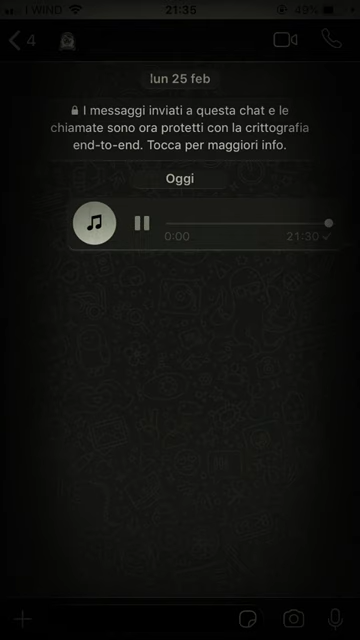 I WIND 21:35 49%
4
lun 25 feb
I messaggi inviati a questa chat e le
chiamate sono ora protetti con la crittografia
end-to-end. Tocca per maggiori info.
Oggi
0:00 21:30